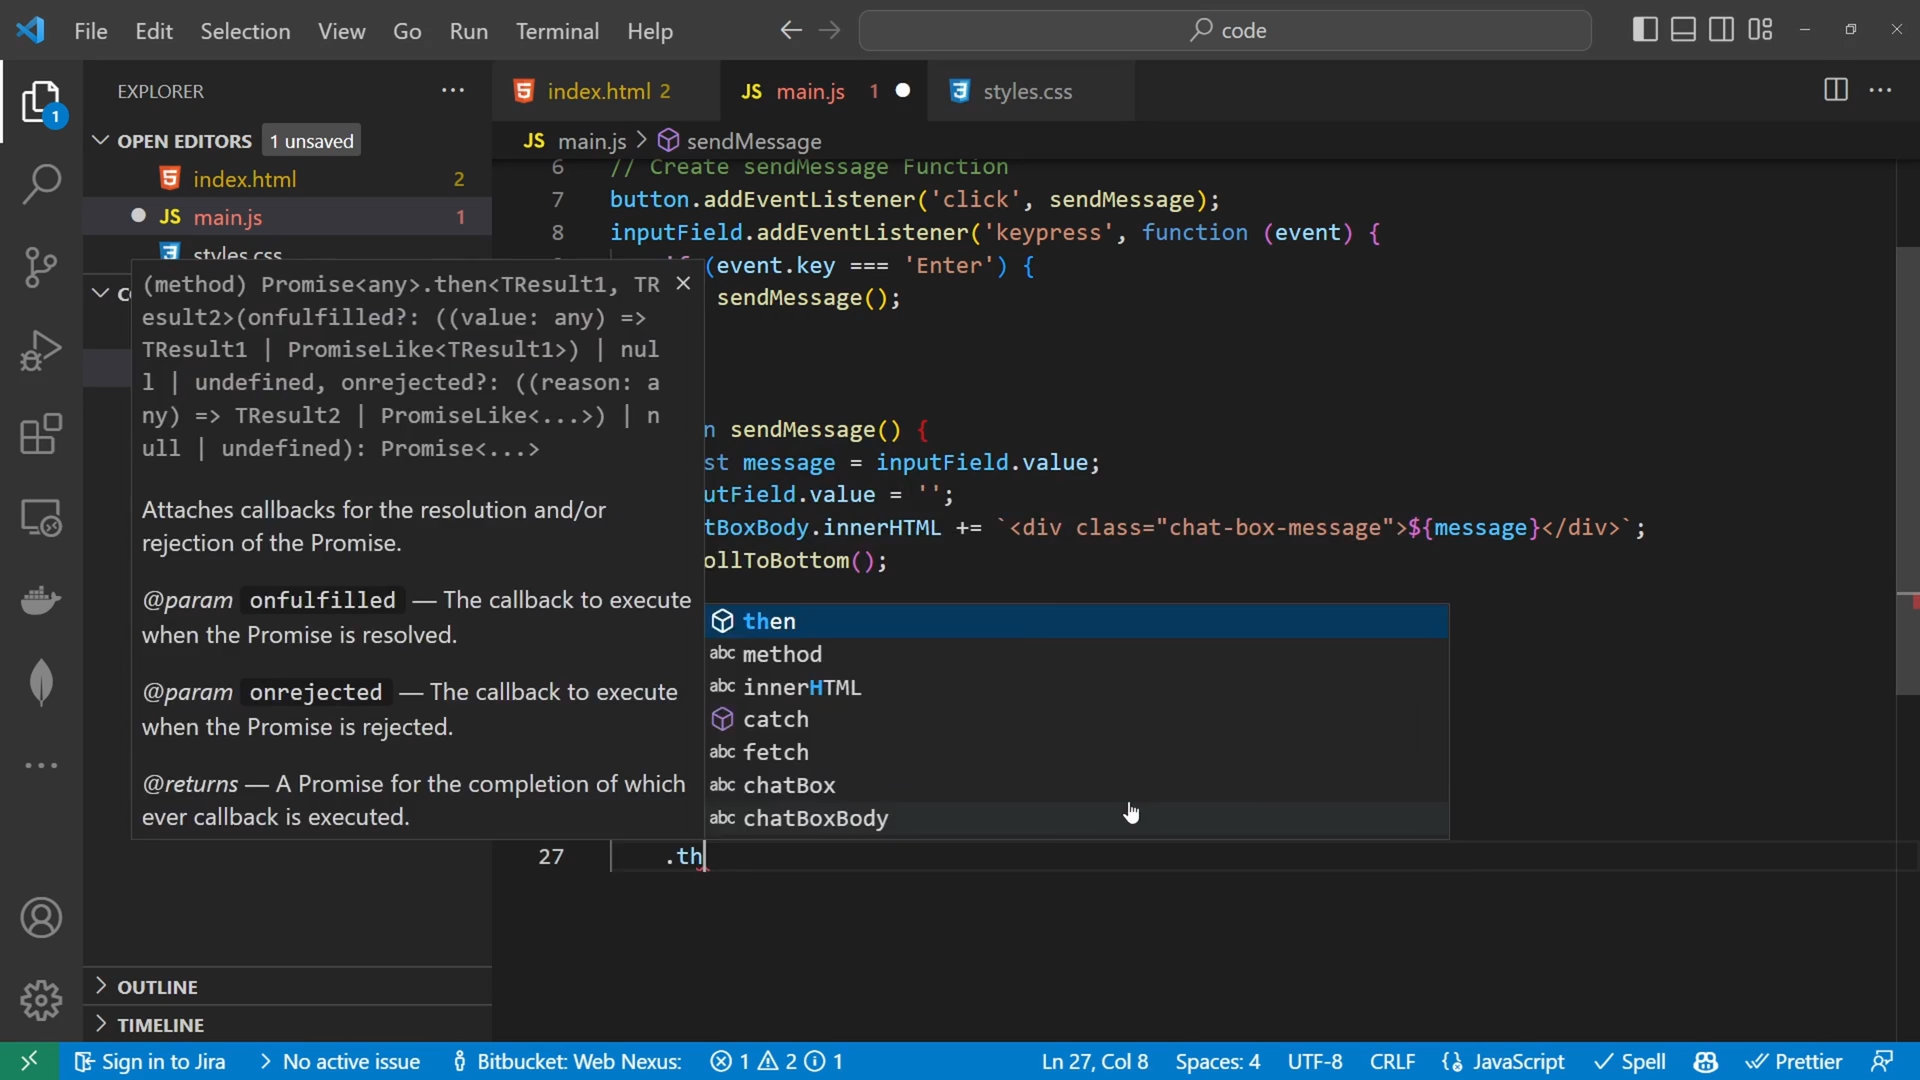 File Edit Selection View Go Run Terminal Help
code
EXPLORER
OPEN EDITORS 1 unsaved
index.html 2
JS main.js 1
styles.css
1
index.html 2
JS main.js 1
styles.css
JS main.js > sendMessage
6 // Create sendMessage Function
7 button.addEventListener('click', sendMessage);
8 inputField.addEventListener('keypress', function (event) {
(event.key === 'Enter') {
sendMessage();
n sendMessage() {
st message = inputField.value;
utField.value = '';
tBoxBody.innerHTML += `<div class="chat-box-message">${message}</div>`;
ollToBottom();
(method) Promise<any>.then<TResult1, TR
esult2>(onfulfilled?: ((value: any) =>
TResult1 | PromiseLike<TResult1>) | nul
l | undefined, onrejected?: ((reason: a
ny) => TResult2 | PromiseLike<...>) | n
ull | undefined): Promise<...>
Attaches callbacks for the resolution and/or
rejection of the Promise.
@param onfulfilled — The callback to execute
when the Promise is resolved.
@param onrejected — The callback to execute
when the Promise is rejected.
@returns — A Promise for the completion of which
ever callback is executed.
then
abc method
abc innerHTML
catch
abc fetch
abc chatBox
abc chatBoxBody
27 .th
OUTLINE
TIMELINE
Sign in to Jira > No active issue Bitbucket: Web Nexus: 1 2 1 Ln 27, Col 8 Spaces: 4 UTF-8 CRLF {} JavaScript Spell Prettier